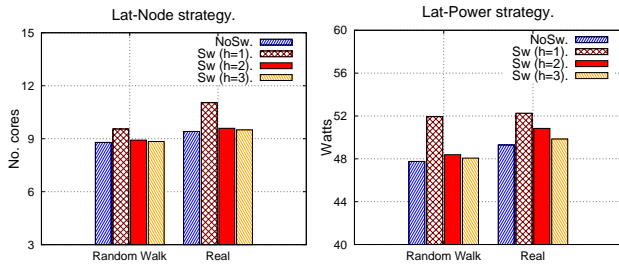 Lat-Node strategy.
No. cores
15
12
9
6
3
NoSw.
Sw (h=1).
Sw (h=2).
Sw (h=3).
Random Walk
Real
Lat-Power strategy.
Watts
60
56
52
48
44
40
NoSw.
Sw (h=1).
Sw (h=2).
Sw (h=3).
Random Walk
Real